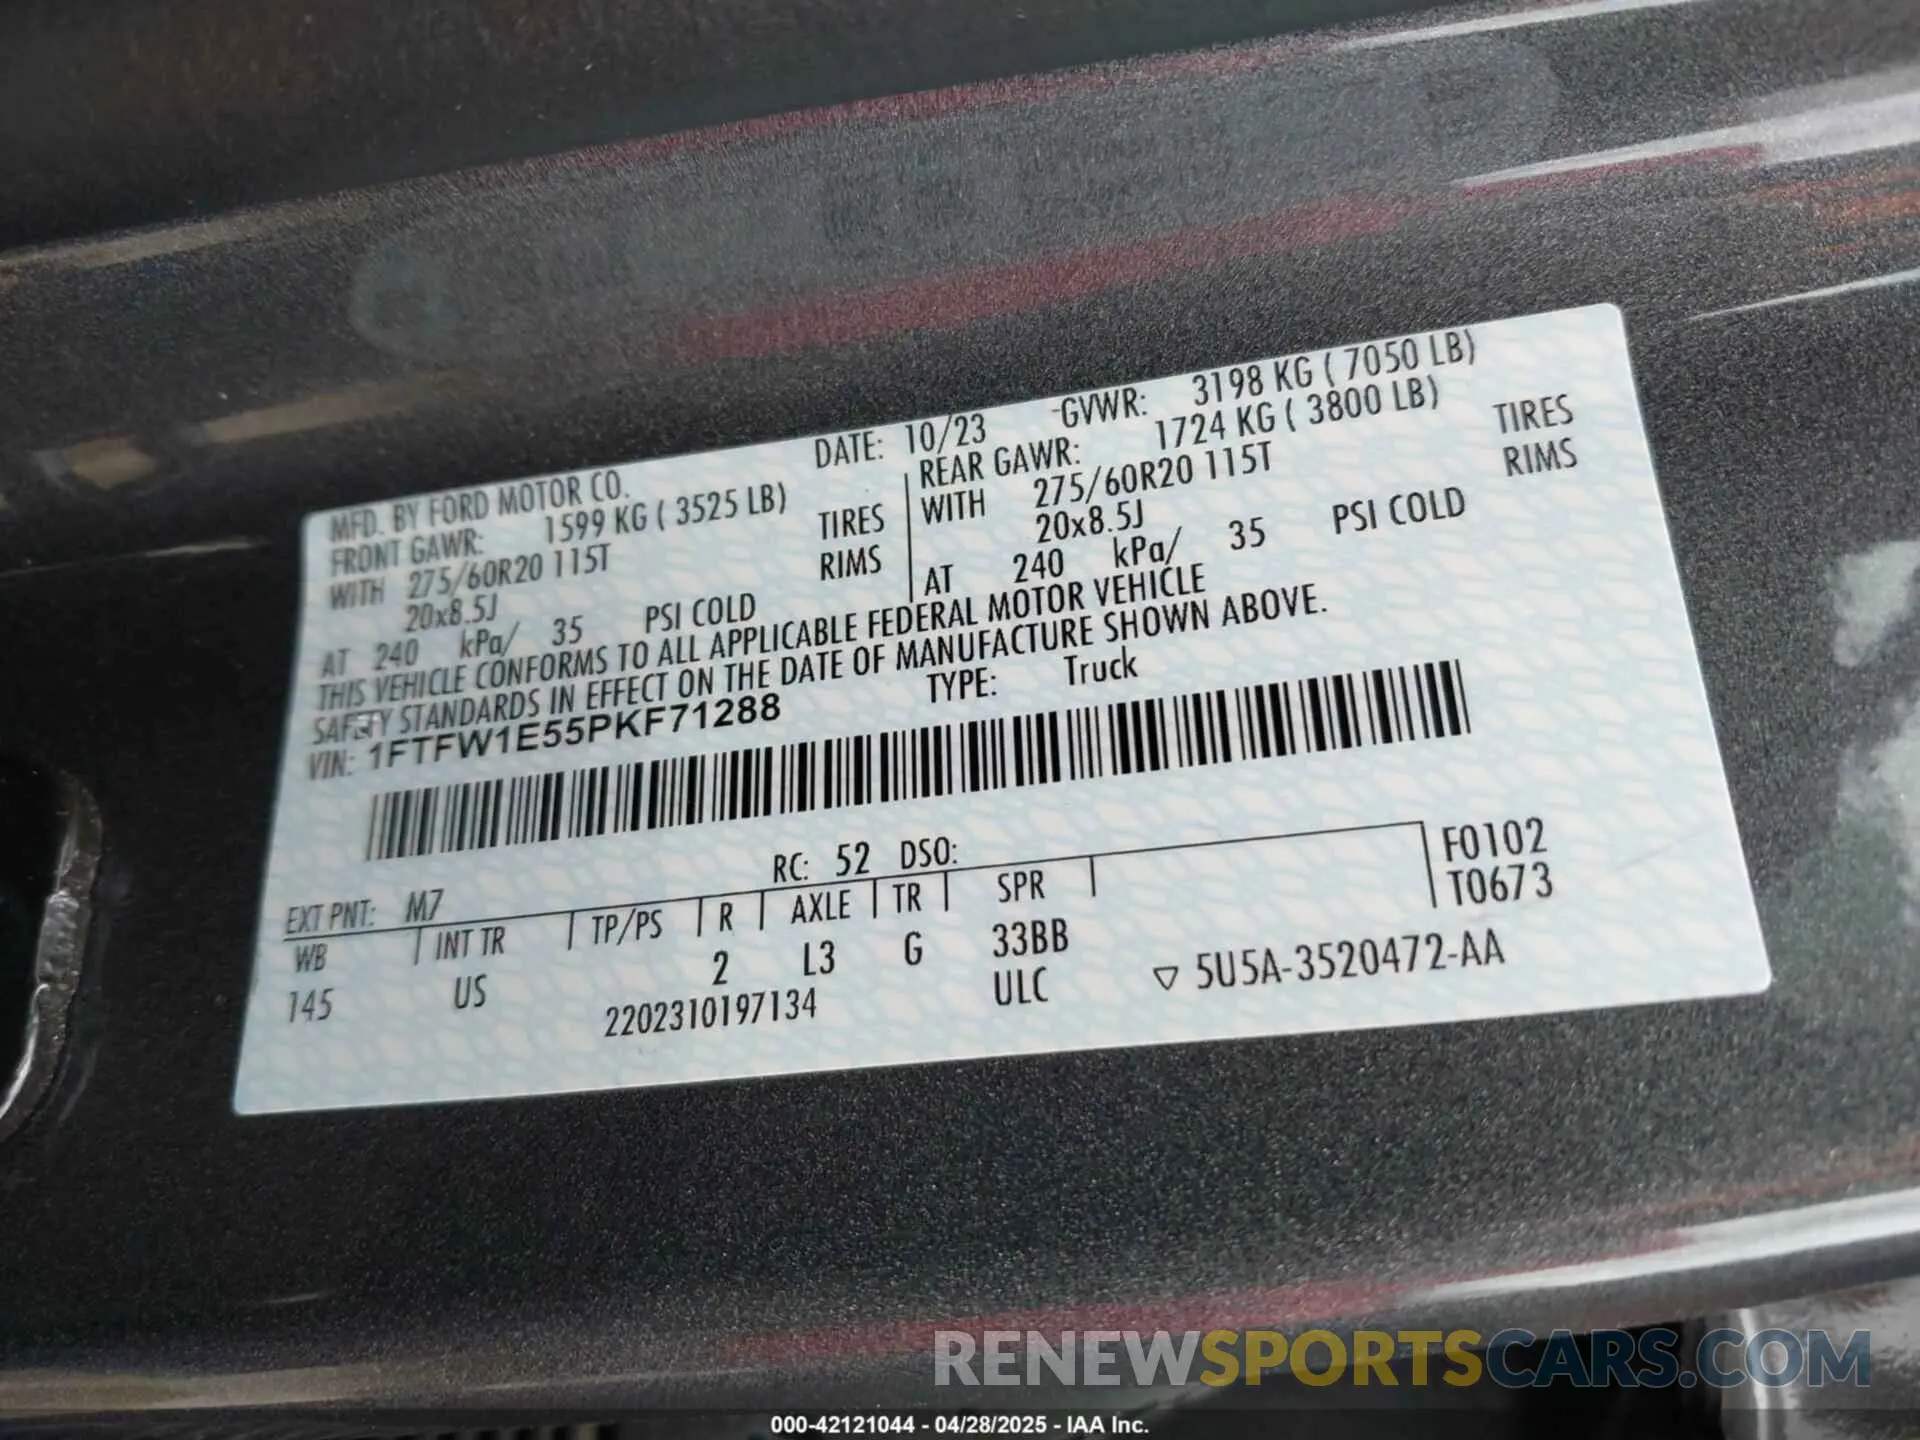 MFD. BY FORD MOTOR CO. DATE: 10/23 GVWR: 3198 KG ( 7050 LB)
FRONT GAWR: 1599 KG ( 3525 LB) REAR GAWR: 1724 KG ( 3800 LB)
WITH 275/60R20 115T TIRES WITH 275/60R20 115T TIRES
20x8.5J RIMS 20x8.5J RIMS
AT 240 kPa/ 35 PSI COLD AT 240 kPa/ 35 PSI COLD
THIS VEHICLE CONFORMS TO ALL APPLICABLE FEDERAL MOTOR VEHICLE
SAFETY STANDARDS IN EFFECT ON THE DATE OF MANUFACTURE SHOWN ABOVE.
VIN: 1FTFW1E55PKF71288 TYPE: Truck
F0102
T0673
EXT PNT: M7 RC: 52 DSO:
WB INT TR TP/PS R AXLE TR SPR
145 US 2 L3 G 33BB
2202310197134 ULC ▽ 5U5A-3520472-AA
RENEWSPORTSCARS.COM
000-42121044 - 04/28/2025 - IAA Inc.